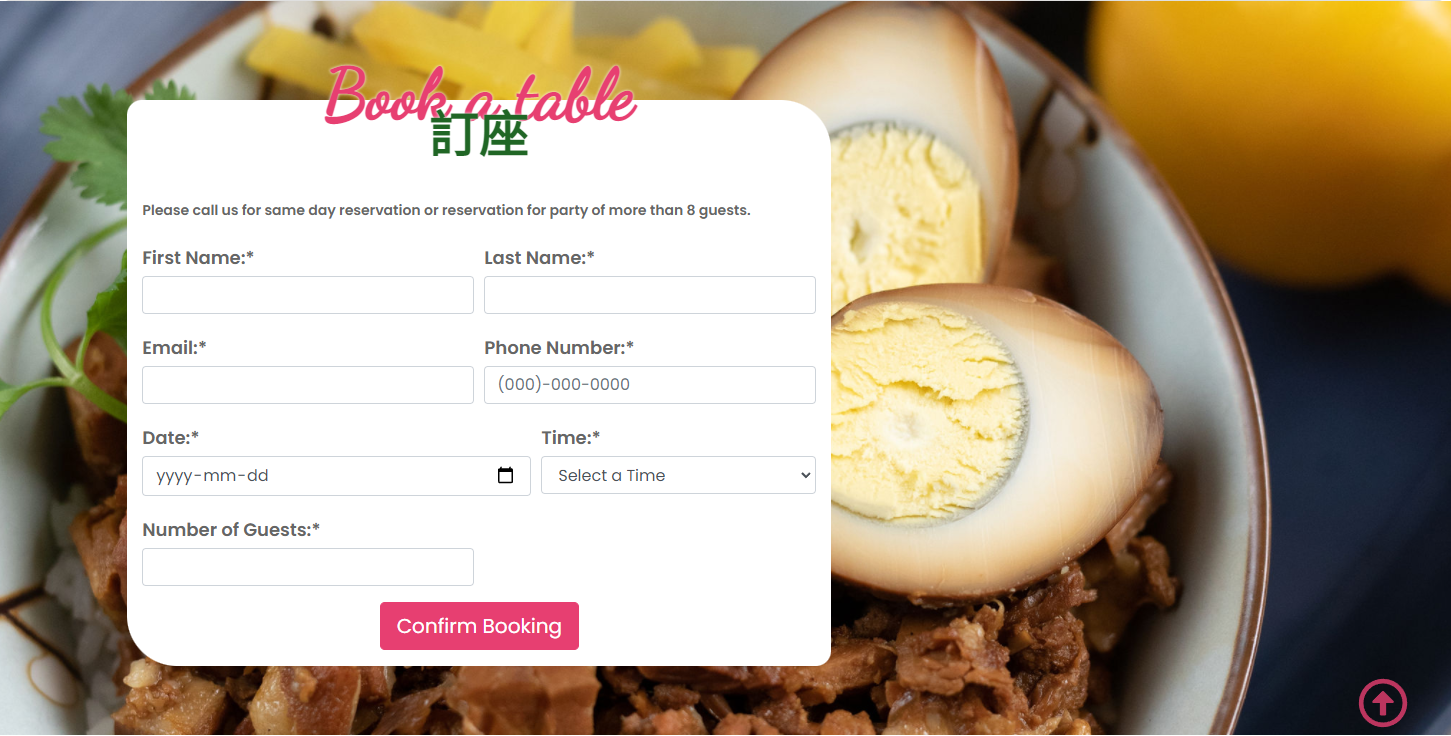 Book a table
訂座
Please call us for same day reservation or reservation for party of more than 8 guests.
First Name:* Last Name:*
Email:* Phone Number:*
(000)-000-0000
Date:* Time:*
yyyy-mm-dd Select a Time
Number of Guests:*
Confirm Booking